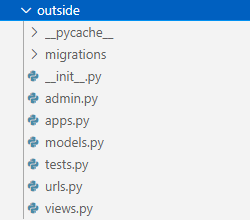 outside
__pycache__
migrations
__init__.py
admin.py
apps.py
models.py
tests.py
urls.py
views.py